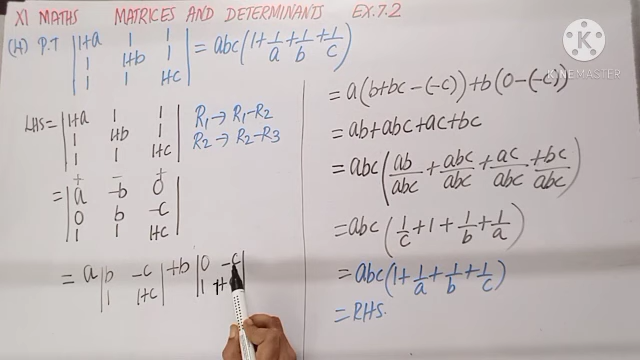 XI MATHS MATRICES AND DETERMINANTS EX.7.2
(4) P.T |1+a 1 1| = abc(1+1/a+1/b+1/c)
|1 1+b 1|
|1 1 1+c|
LHS= |1+a 1 1| R₁→R₁-R₂
|1 1+b 1| R₂→R₂-R₃
|1 1 1+c|
+ - +
= |a -b 0|
|0 b -c|
|1 1 1+c|
= a |b -c| +b |0 -c|
|1 1+c| |1 1+
= a(b+bc-(-c))+b(0-(-c))
= ab+abc+ac+bc
= abc(ab/abc+abc/abc+ac/abc+bc/abc)
= abc(1/c+1+1/b+1/a)
= abc(1+1/a+1/b+1/c)
= RHS.
K
KINEMASTER